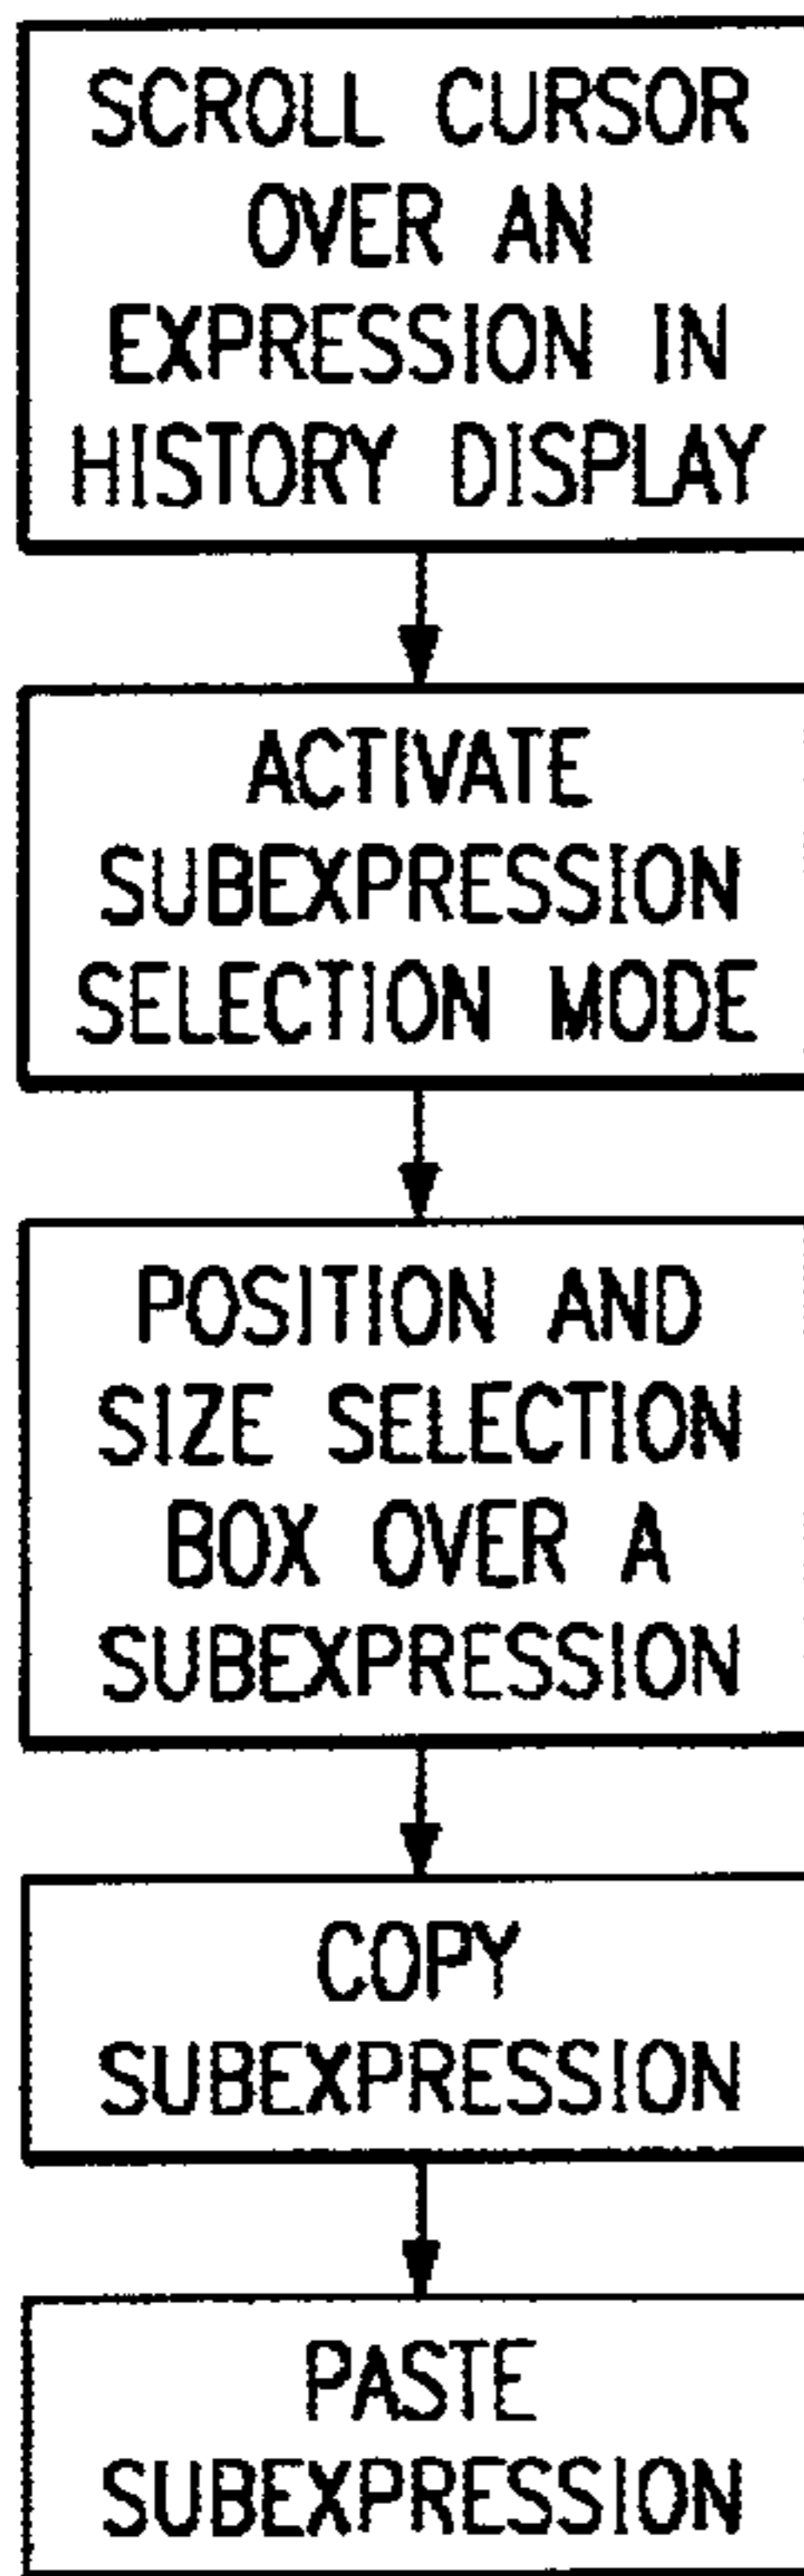 SCROLL CURSOR
OVER AN
EXPRESSION IN
HISTORY DISPLAY
ACTIVATE
SUBEXPRESSION
SELECTION MODE
POSITION AND
SIZE SELECTION
BOX OVER A
SUBEXPRESSION
COPY
SUBEXPRESSION
PASTE
SUBEXPRESSION